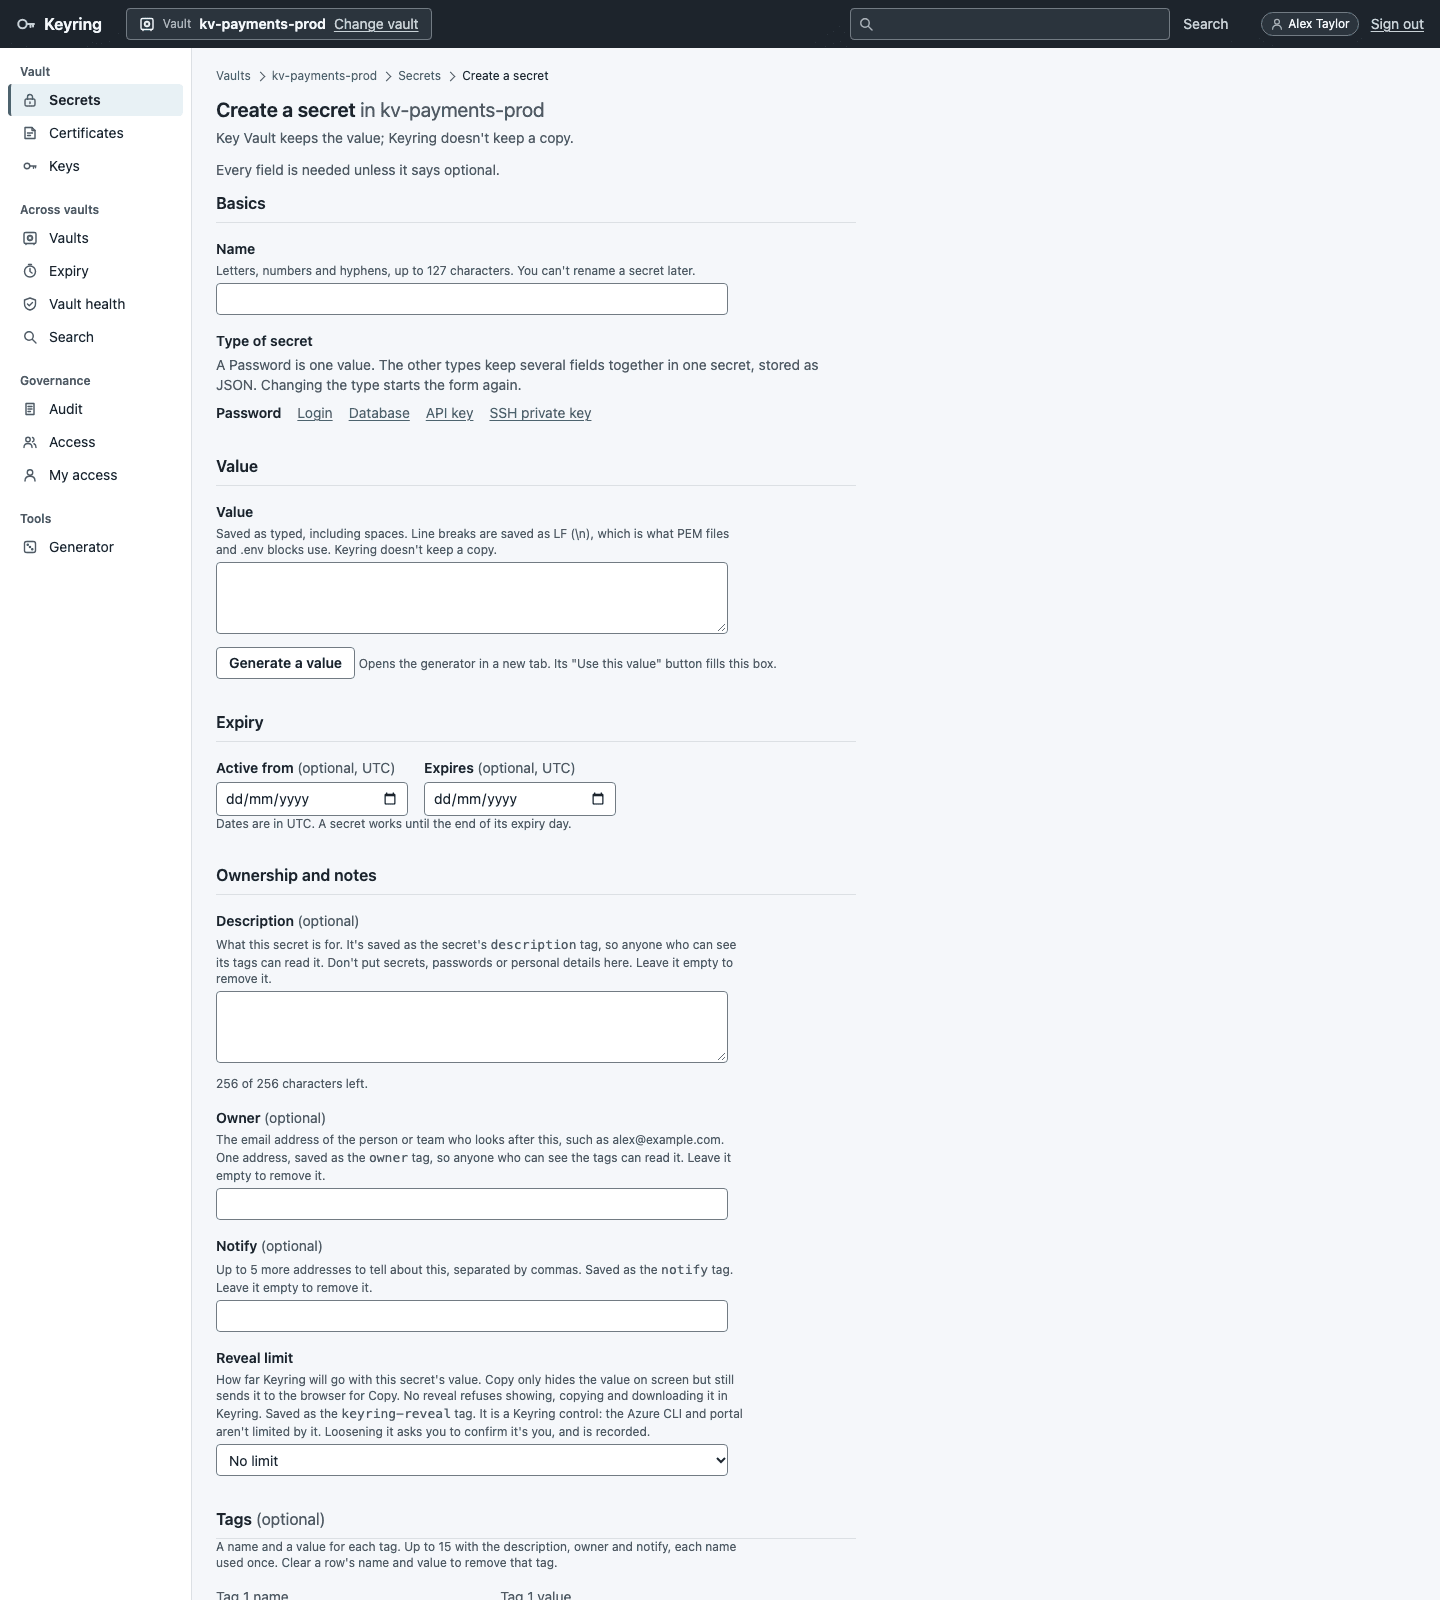 Keyring
Vault kv-payments-prod Change vault
Search
Alex Taylor
Sign out
Vault
Secrets
Certificates
Keys
Across vaults
Vaults
Expiry
Vault health
Search
Governance
Audit
Access
My access
Tools
Generator
Vaults > kv-payments-prod > Secrets > Create a secret
Create a secret in kv-payments-prod
Key Vault keeps the value; Keyring doesn't keep a copy.
Every field is needed unless it says optional.
Basics
Name
Letters, numbers and hyphens, up to 127 characters. You can't rename a secret later.
Type of secret
A Password is one value. The other types keep several fields together in one secret, stored as
JSON. Changing the type starts the form again.
Password Login Database API key SSH private key
Value
Value
Saved as typed, including spaces. Line breaks are saved as LF (\n), which is what PEM files
and .env blocks use. Keyring doesn't keep a copy.
Generate a value Opens the generator in a new tab. Its "Use this value" button fills this box.
Expiry
Active from (optional, UTC) Expires (optional, UTC)
dd/mm/yyyy dd/mm/yyyy
Dates are in UTC. A secret works until the end of its expiry day.
Ownership and notes
Description (optional)
What this secret is for. It's saved as the secret's description tag, so anyone who can see
its tags can read it. Don't put secrets, passwords or personal details here. Leave it empty to
remove it.
256 of 256 characters left.
Owner (optional)
The email address of the person or team who looks after this, such as alex@example.com.
One address, saved as the owner tag, so anyone who can see the tags can read it. Leave it
empty to remove it.
Notify (optional)
Up to 5 more addresses to tell about this, separated by commas. Saved as the notify tag.
Leave it empty to remove it.
Reveal limit
How far Keyring will go with this secret's value. Copy only hides the value on screen but still
sends it to the browser for Copy. No reveal refuses showing, copying and downloading it in
Keyring. Saved as the keyring-reveal tag. It is a Keyring control: the Azure CLI and portal
aren't limited by it. Loosening it asks you to confirm it's you, and is recorded.
No limit
Tags (optional)
A name and a value for each tag. Up to 15 with the description, owner and notify, each name
used once. Clear a row's name and value to remove that tag.
Tag 1 name Tag 1 value